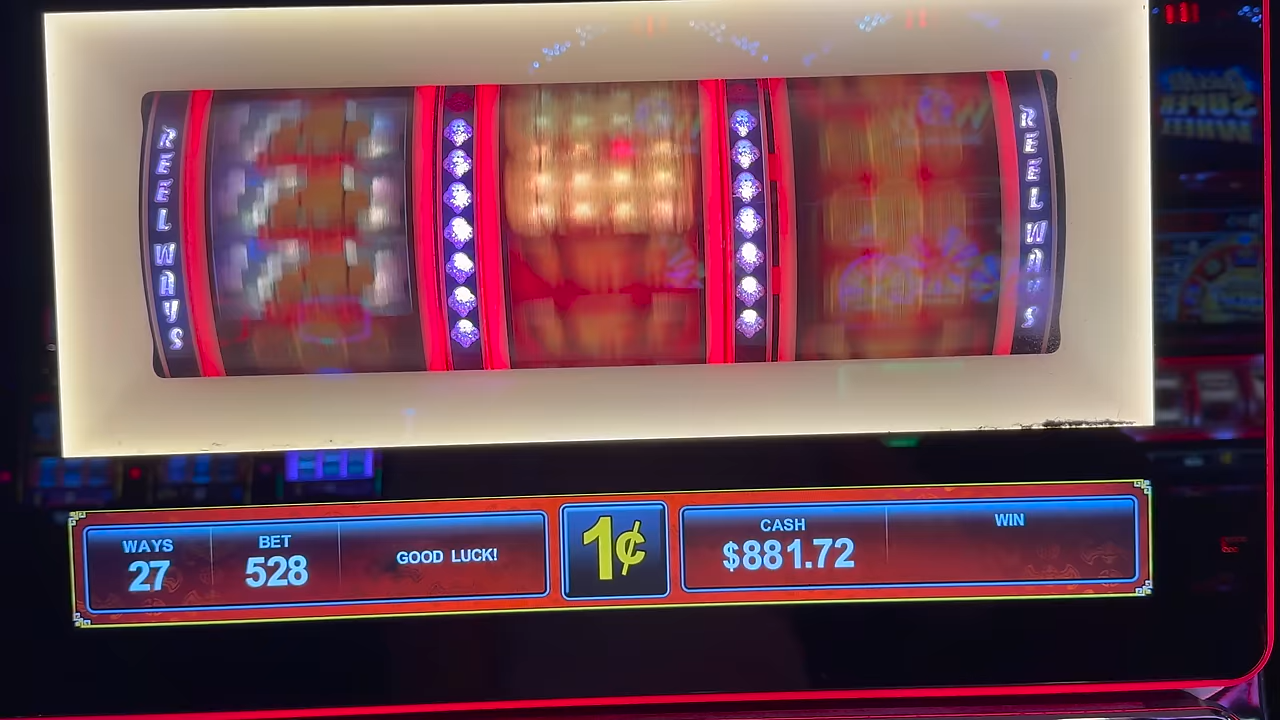 REEL WAYS
REEL WAYS
WAYS
27
BET
528
GOOD LUCK!
1¢
CASH
$881.72
WIN